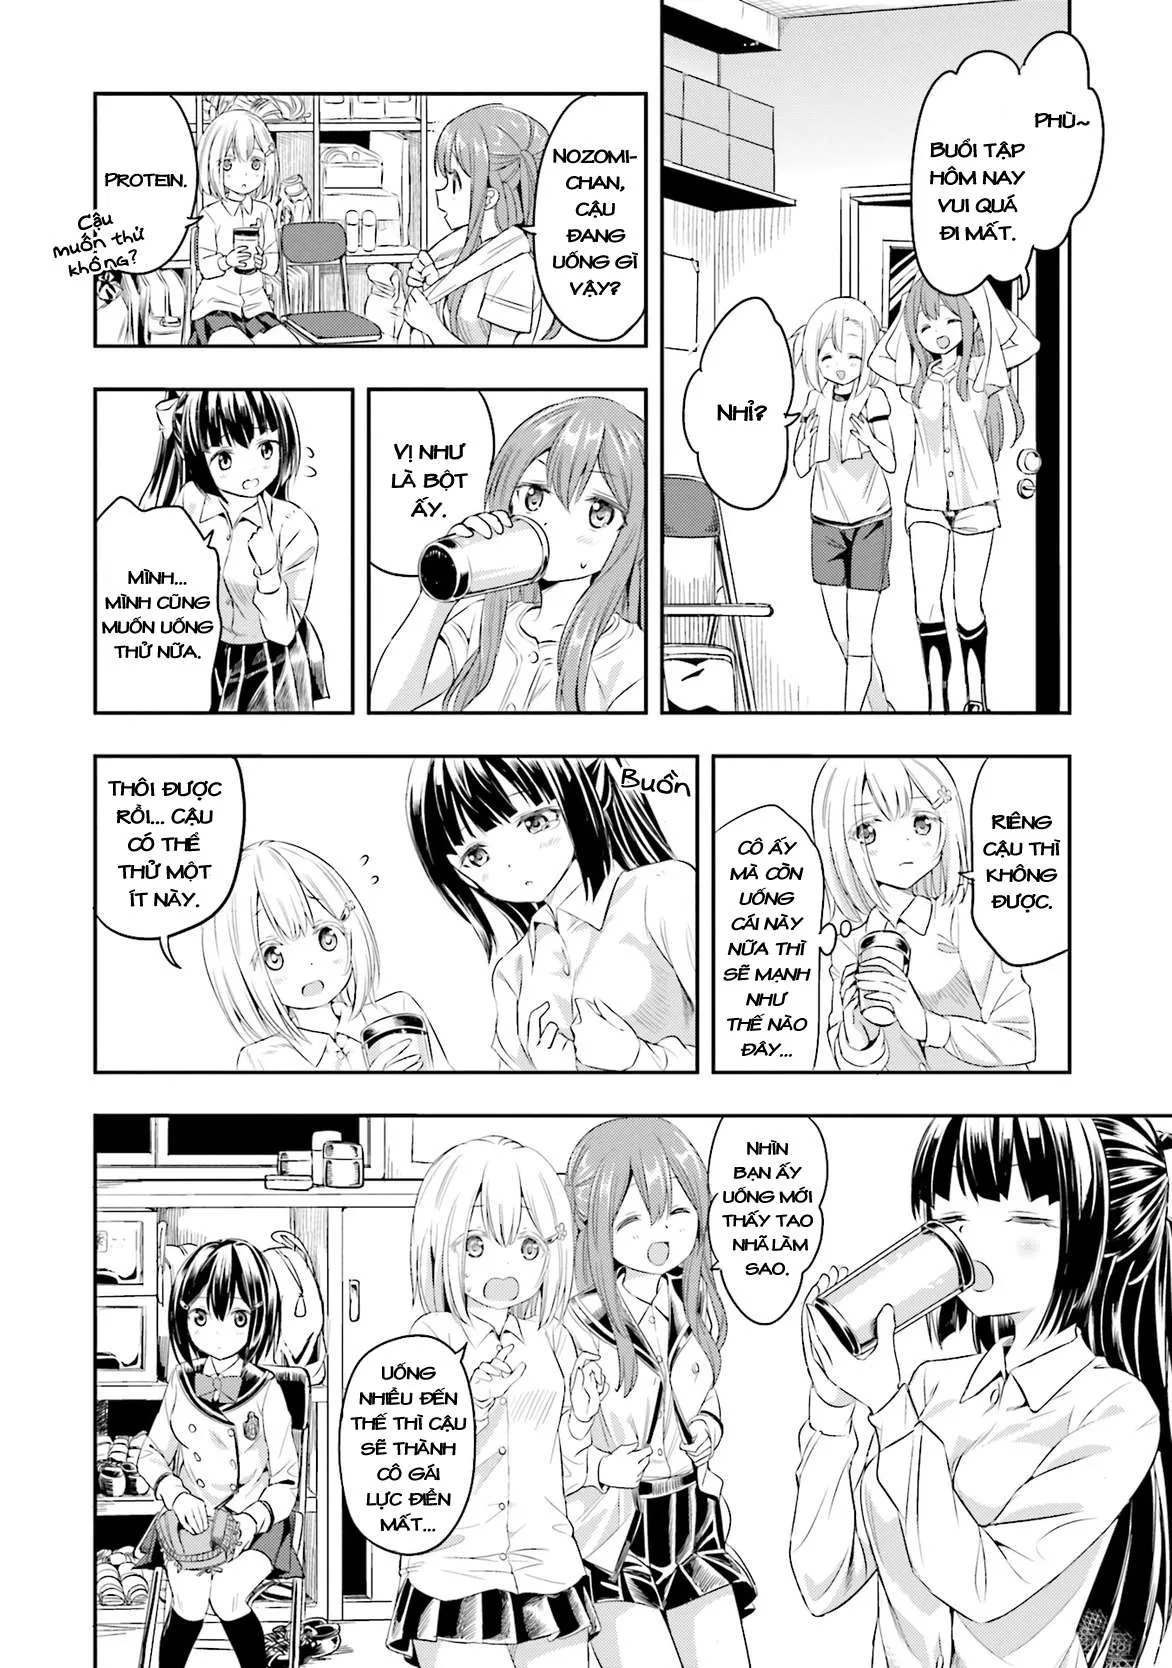 PHÙ~
BUỔI TẬP
HÔM NAY
VUI QUÁ
ĐI MẤT.
NHỈ?
NOZOMI-
CHAN,
CẬU
ĐANG
UỐNG GÌ
VẬY?
PROTEIN.
Cậu
muốn thử
không?
VỊ NHƯ
LÀ BỘT
ẤY.
MÌNH...
MÌNH CŨNG
MUỐN UỐNG
THỬ NỮA.
RIÊNG
CẬU THÌ
KHÔNG
ĐƯỢC.
CÔ ẤY
MÀ CÒN
UỐNG
CÁI NÀY
NỮA THÌ
SẼ MẠNH
NHƯ
THẾ NÀO
ĐÂY...
Buồn
THÔI ĐƯỢC
RỒI... CẬU
CÓ THỂ
THỬ MỘT
ÍT NÀY.
NHÌN
BẠN ẤY
UỐNG MỚI
THẤY TAO
NHÃ LÀM
SAO.
UỐNG
NHIỀU ĐẾN
THẾ THÌ CẬU
SẼ THÀNH
CÔ GÁI
LỰC ĐIỀN
MẤT...